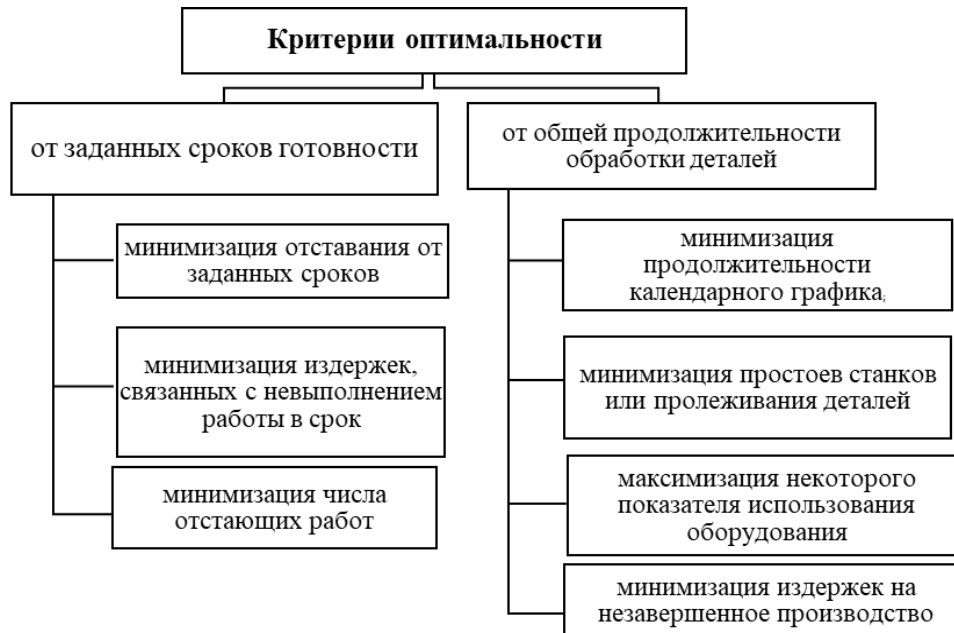 Критерии оптимальности
от заданных сроков готовности
минимизация отставания от
заданных сроков
минимизация издержек,
связанных с невыполнением
работы в срок
минимизация числа
отстающих работ
от общей продолжительности
обработки деталей
минимизация
продолжительности
календарного графика;
минимизация простоев станков
или пролеживания деталей
максимизация некоторого
показателя использования
оборудования
минимизация издержек на
незавершенное производство